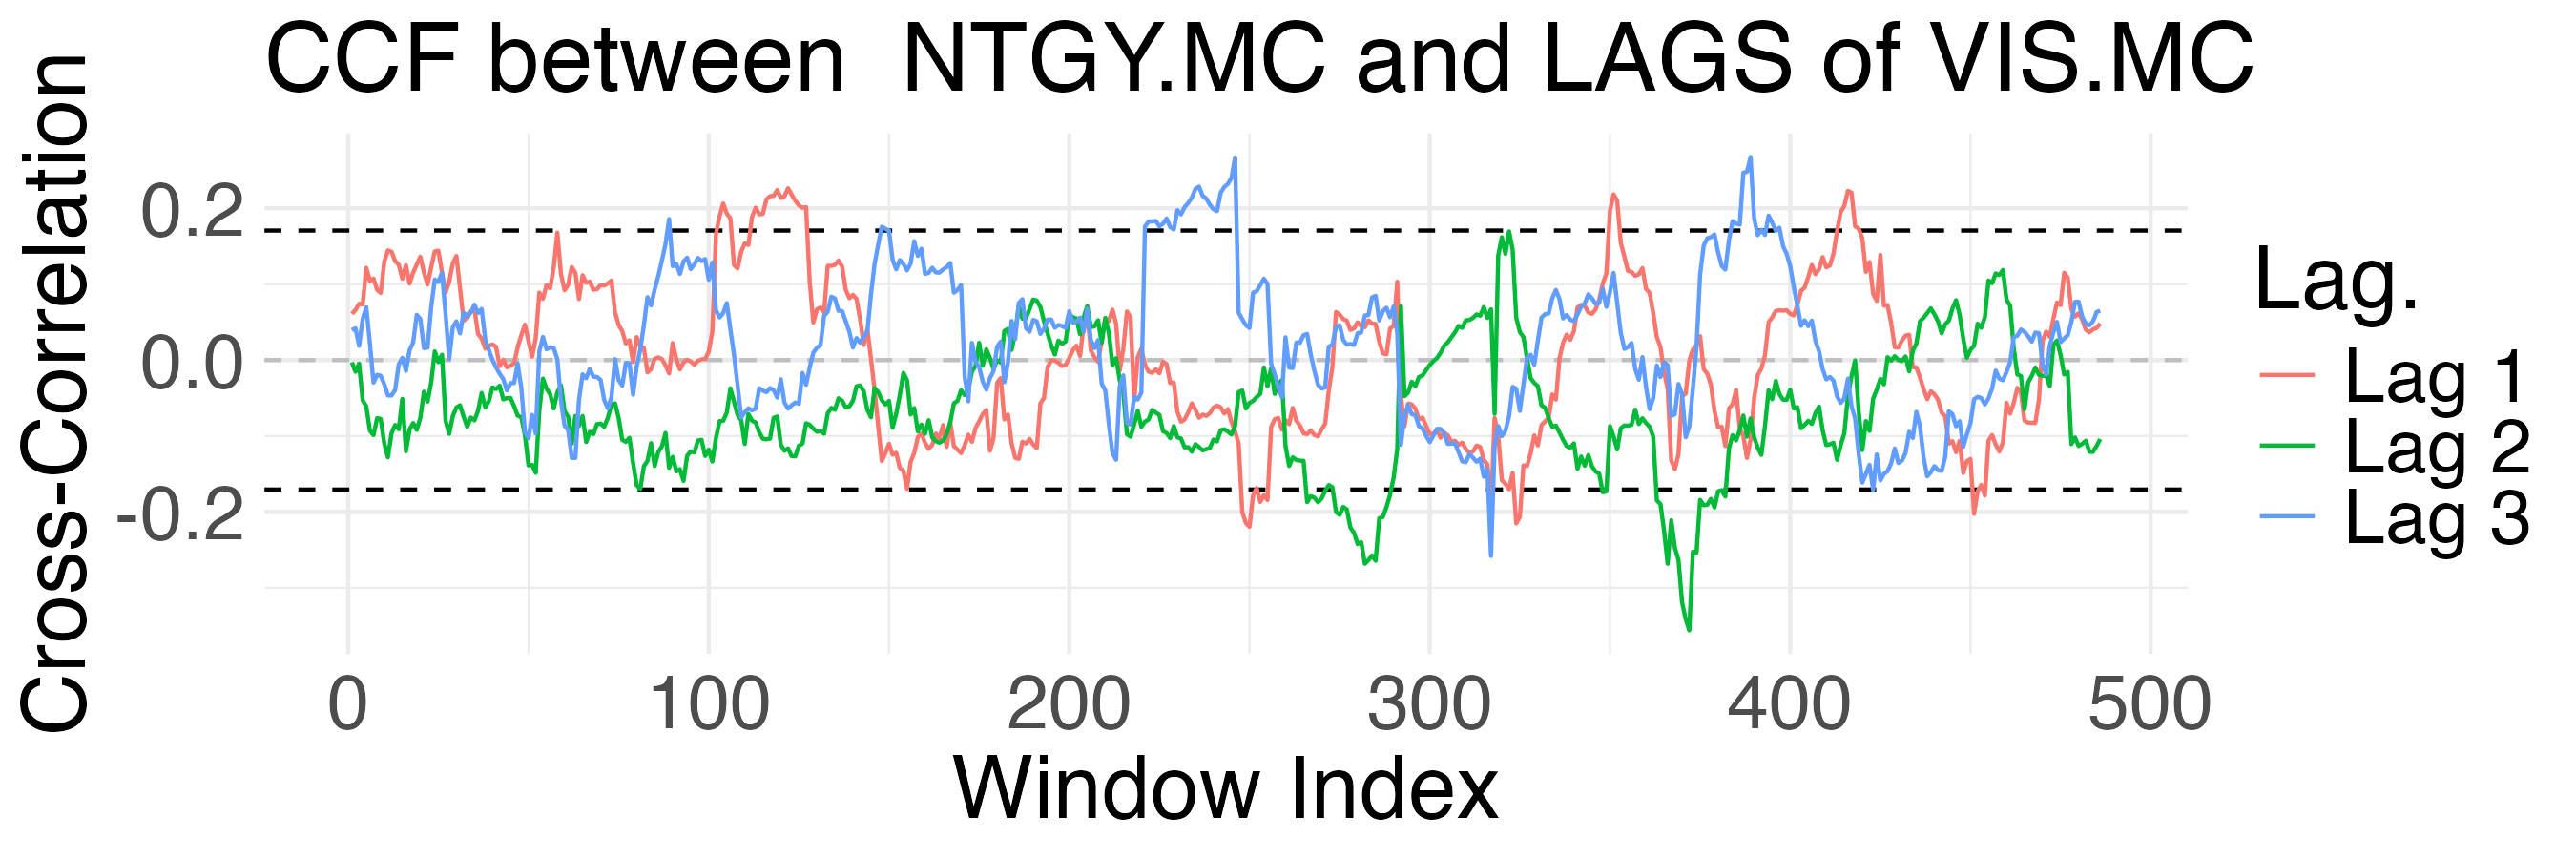 CCF between  NTGY.MC and LAGS of VIS.MC
Cross-Correlation
0.2
0.0
-0.2
0
100
200
300
400
500
Window Index
Lag.
Lag 1
Lag 2
Lag 3